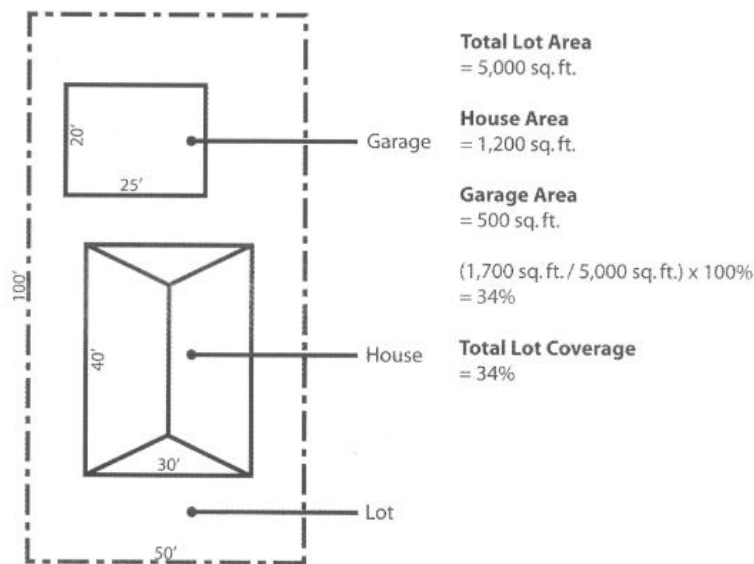 Total Lot Area
= 5,000 sq. ft.
House Area
= 1,200 sq. ft.
Garage Area
= 500 sq. ft.
(1,700 sq. ft. / 5,000 sq. ft.) x 100%
= 34%
Total Lot Coverage
= 34%
Garage
20'
25'
100'
40'
House
30'
Lot
50'